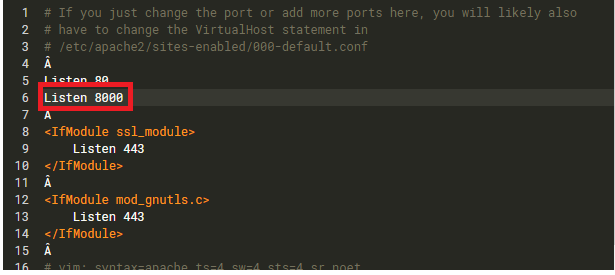 1 # If you just change the port or add more ports here, you will likely also
2 # have to change the VirtualHost statement in
3 # /etc/apache2/sites-enabled/000-default.conf
4 Â
5 Listen 80
6 Listen 8000
7 Â
8 <IfModule ssl_module>
9 Listen 443
10 </IfModule>
11 Â
12 <IfModule mod_gnutls.c>
13 Listen 443
14 </IfModule>
15 Â
16 # vim: syntax=apache ts=4 sw=4 sts=4 sr noet